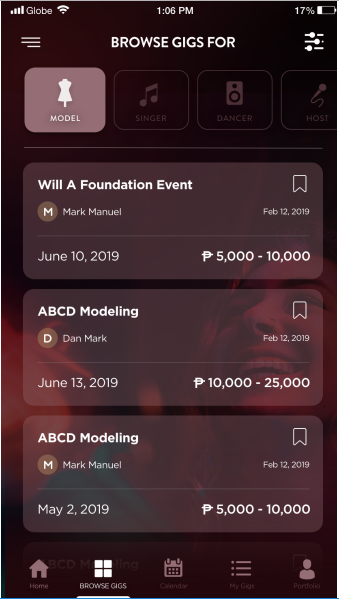 Globe 1:06 PM 17%
BROWSE GIGS FOR
MODEL SINGER DANCER HOST
Will A Foundation Event
M Mark Manuel Feb 12, 2019
June 10, 2019 ₱ 5,000 - 10,000
ABCD Modeling
D Dan Mark Feb 12, 2019
June 13, 2019 ₱ 10,000 - 25,000
ABCD Modeling
M Mark Manuel Feb 12, 2019
May 2, 2019 ₱ 5,000 - 10,000
ABCD Modeling
Home BROWSE GIGS Calendar My Gigs Portfolio